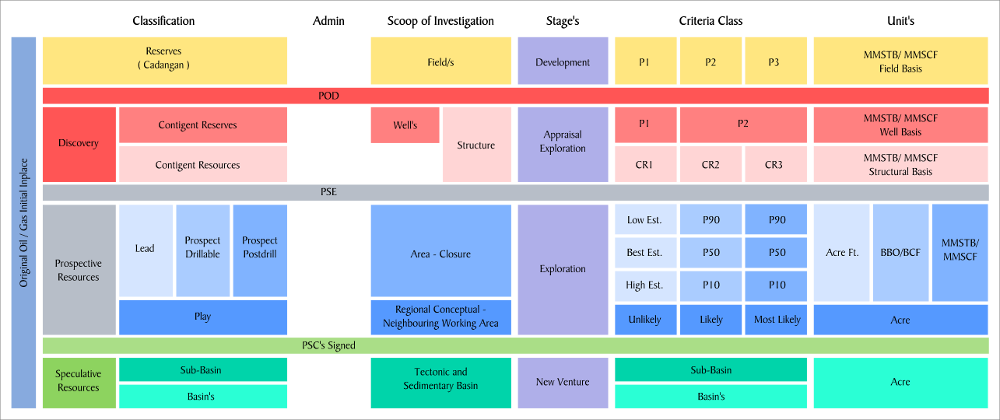 Classification Admin Scoop of Investigation Stage's Criteria Class Unit's
Original Oil / Gas Initial Inplace
Reserves
( Cadangan )
Field/s
Development
P1 P2 P3
MMSTB/ MMSCF
Field Basis
POD
Discovery
Contigent Reserves
Contigent Resources
Well's
Structure
Appraisal
Exploration
P1 P2
CR1 CR2 CR3
MMSTB/ MMSCF
Well Basis
MMSTB/ MMSCF
Structural Basis
PSE
Prospective
Resources
Lead
Prospect
Drillable
Prospect
Postdrill
Play
Area - Closure
Regional Conceptual -
Neighbouring Working Area
Exploration
Low Est. P90 P90
Best Est. P50 P50
High Est. P10 P10
Unlikely Likely Most Likely
Acre Ft.
BBO/BCF
MMSTB/
MMSCF
Acre
PSC's Signed
Speculative
Resources
Sub-Basin
Basin's
Tectonic and
Sedimentary Basin
New Venture
Sub-Basin
Basin's
Acre